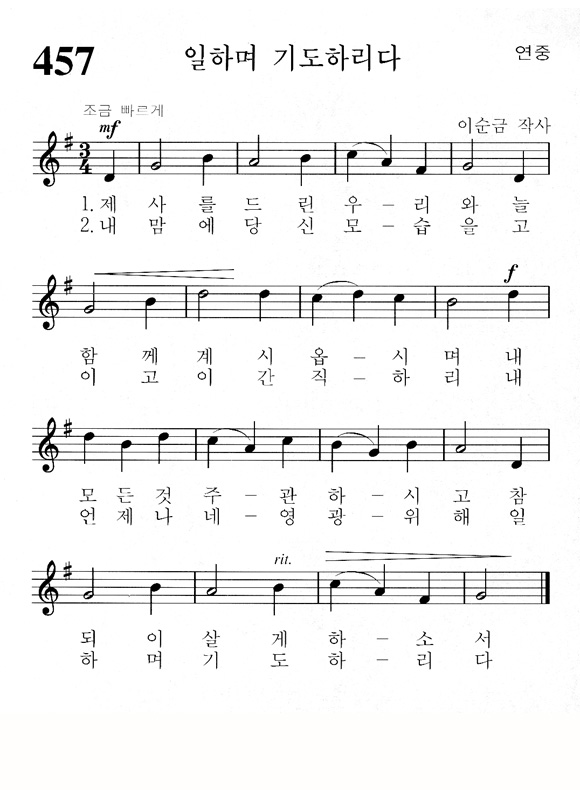 457 일하며 기도하리다 연중
조금 빠르게
mf 이순금 작사
3
4
1. 제 사 를 드 린 우 – 리 와 늘
2. 내 맘 에 당 신 모 – 습 을 고
f
함 께 계 시 옵 – 시 며 내
이 고 이 간 직 – 하 리 내
모 든 것 주 – 관 하 – 시 고 참
언 제 나 네 – 영 광 – 위 해 일
rit.
되 이 살 게 하 – 소 서
하 며 기 도 하 – 리 다